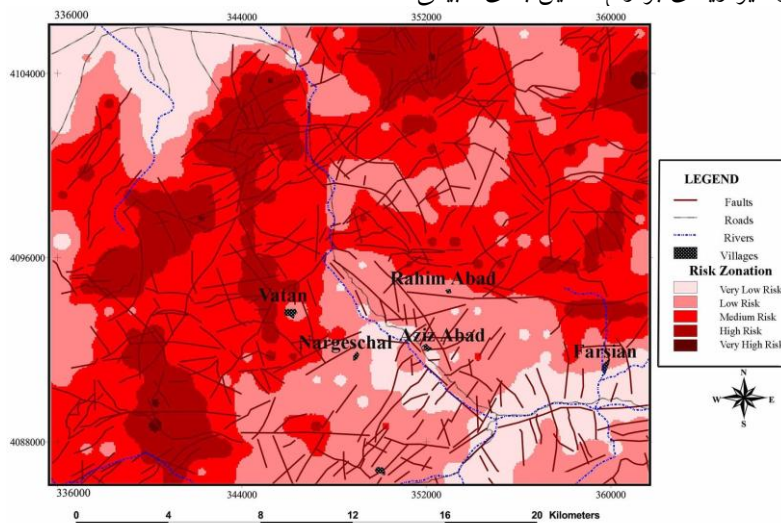 336000 344000 352000 360000
4104000
4096000
4088000
Rahim Abad
Vatan
Aziz Abad
Nargeschal
Farsian
336000 344000 352000 360000
0 4 8 12 16 20 Kilometers
LEGEND
Faults
Roads
Rivers
Villages
Risk Zonation
Very Low Risk
Low Risk
Medium Risk
High Risk
Very High Risk
N
W E
S